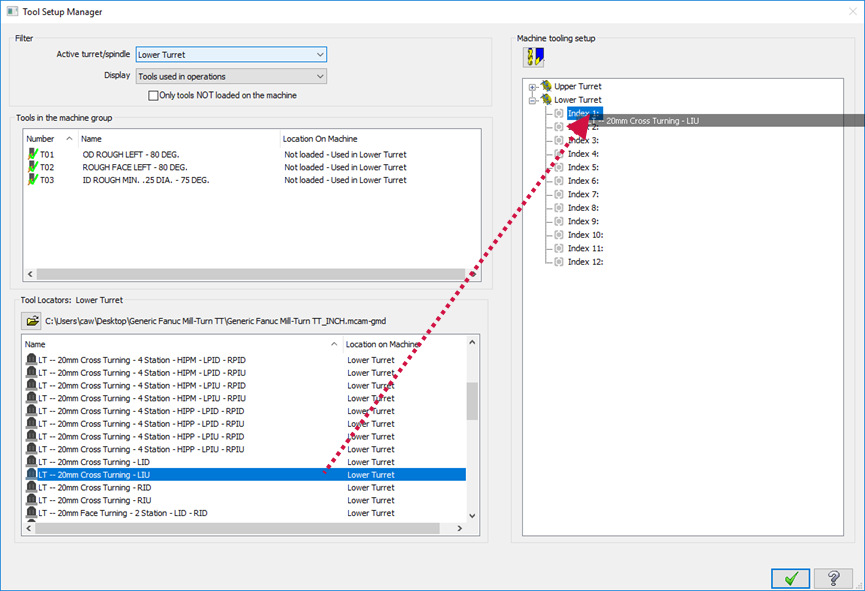 Tool Setup Manager
Filter
Active turret/spindle Lower Turret
Display Tools used in operations
Only tools NOT loaded on the machine
Tools in the machine group
Number Name Location On Machine
T01 OD ROUGH LEFT - 80 DEG. Not loaded - Used in Lower Turret
T02 ROUGH FACE LEFT - 80 DEG. Not loaded - Used in Lower Turret
T03 ID ROUGH MIN. .25 DIA. - 75 DEG. Not loaded - Used in Lower Turret
Tool Locators: Lower Turret
C:\Users\caw\Desktop\Generic Fanuc Mill-Turn TT\Generic Fanuc Mill-Turn TT_INCH.mcam-gmd
Name Location on Machine
LT -- 20mm Cross Turning - 4 Station - HIPM - LPID - RPID Lower Turret
LT -- 20mm Cross Turning - 4 Station - HIPM - LPID - RPIU Lower Turret
LT -- 20mm Cross Turning - 4 Station - HIPM - LPIU - RPID Lower Turret
LT -- 20mm Cross Turning - 4 Station - HIPM - LPIU - RPIU Lower Turret
LT -- 20mm Cross Turning - 4 Station - HIPP - LPID - RPID Lower Turret
LT -- 20mm Cross Turning - 4 Station - HIPP - LPID - RPIU Lower Turret
LT -- 20mm Cross Turning - 4 Station - HIPP - LPIU - RPID Lower Turret
LT -- 20mm Cross Turning - 4 Station - HIPP - LPIU - RPIU Lower Turret
LT -- 20mm Cross Turning - LID Lower Turret
LT -- 20mm Cross Turning - LIU Lower Turret
LT -- 20mm Cross Turning - RID Lower Turret
LT -- 20mm Cross Turning - RIU Lower Turret
LT -- 20mm Face Turning - 2 Station - LID - RID Lower Turret
Machine tooling setup
Upper Turret
Lower Turret
Index 1:
-- 20mm Cross Turning - LIU
2:
Index 3:
Index 4:
Index 5:
Index 6:
Index 7:
Index 8:
Index 9:
Index 10:
Index 11:
Index 12: